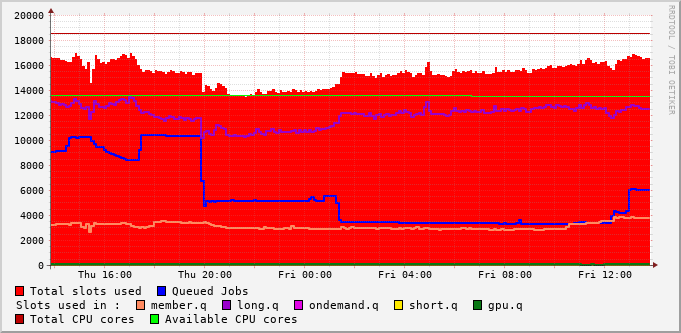 20000
18000
16000
14000
12000
10000
8000
6000
4000
2000
0
Thu 16:00 Thu 20:00 Fri 00:00 Fri 04:00 Fri 08:00 Fri 12:00
RRDTOOL / TOBI OETIKER
Total slots used Queued Jobs
Slots used in : member.q long.q ondemand.q short.q gpu.q
Total CPU cores Available CPU cores